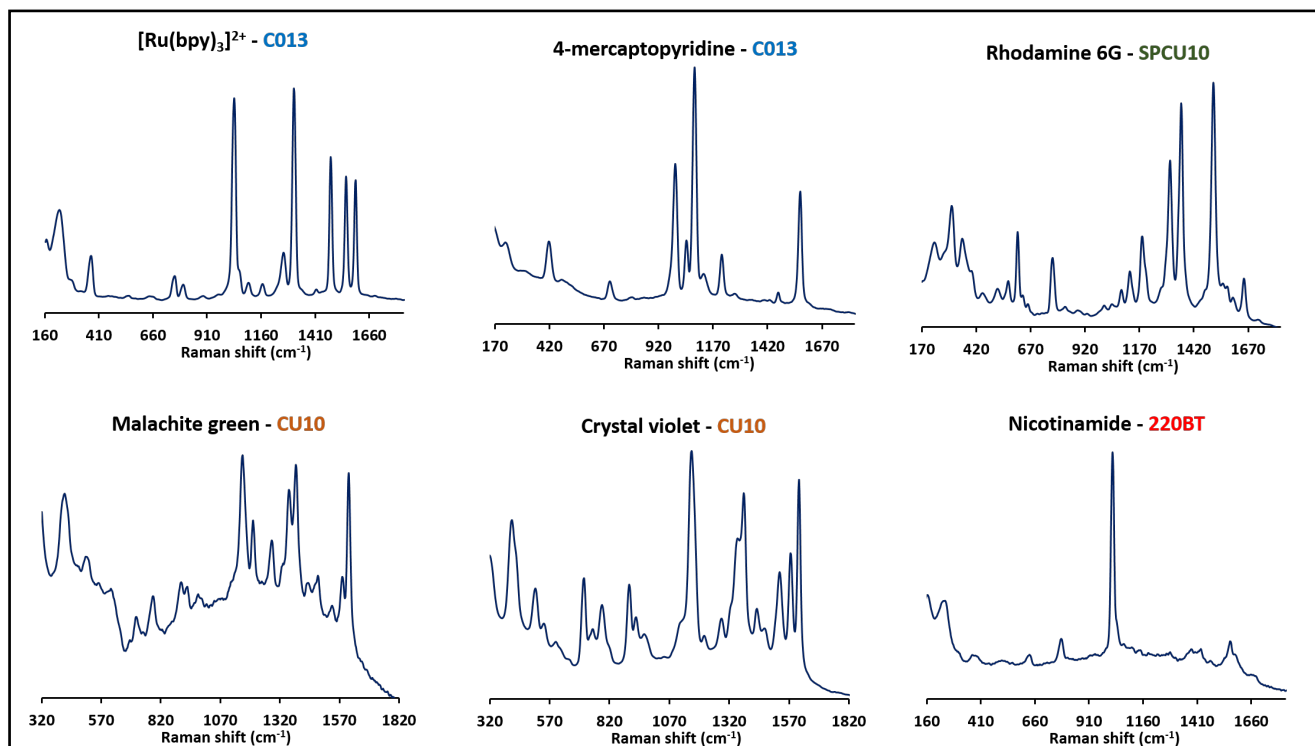 [Ru(bpy)₃]²⁺ - C013
160 410 660 910 1160 1410 1660
Raman shift (cm⁻¹)
4-mercaptopyridine - C013
170 420 670 920 1170 1420 1670
Raman shift (cm⁻¹)
Rhodamine 6G - SPCU10
170 420 670 920 1170 1420 1670
Raman shift (cm⁻¹)
Malachite green - CU10
320 570 820 1070 1320 1570 1820
Raman shift (cm⁻¹)
Crystal violet - CU10
320 570 820 1070 1320 1570 1820
Raman shift (cm⁻¹)
Nicotinamide - 220BT
160 410 660 910 1160 1410 1660
Raman shift (cm⁻¹)